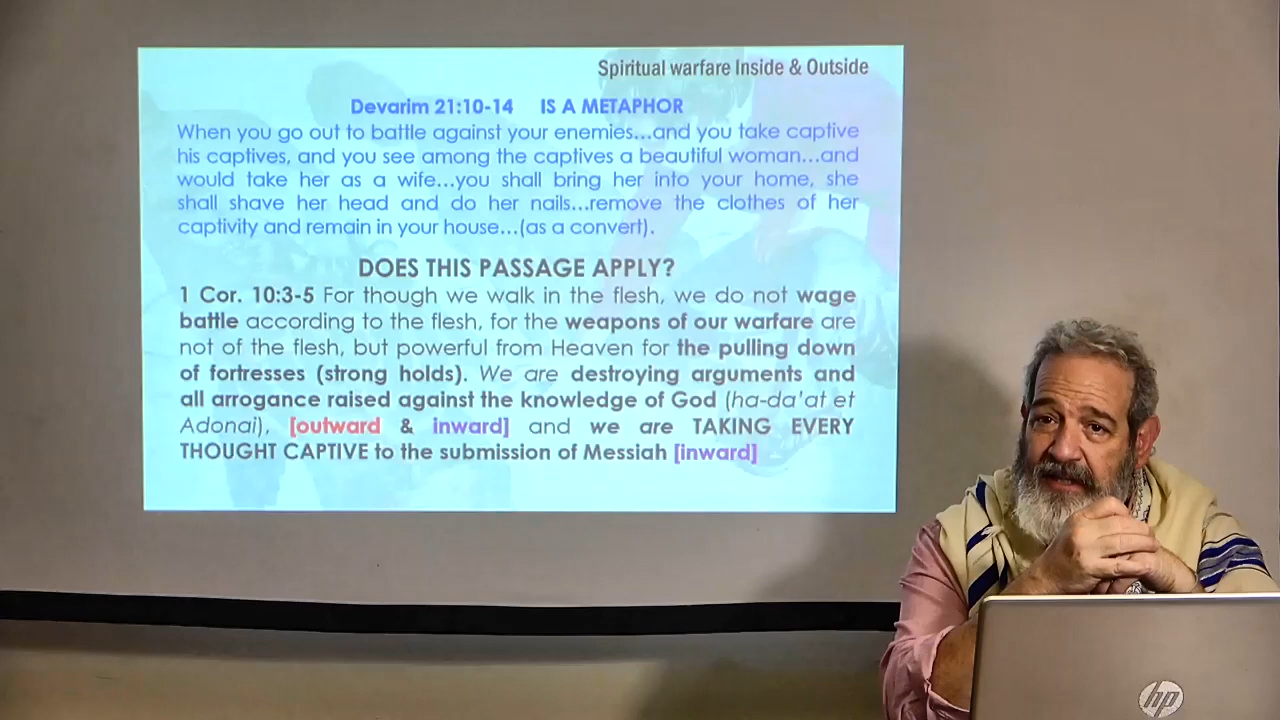 Spiritual warfare Inside & Outside
Devarim 21:10-14 IS A METAPHOR
When you go out to battle against your enemies...and you take captive
his captives, and you see among the captives a beautiful woman...and
would take her as a wife...you shall bring her into your home, she
shall shave her head and do her nails...remove the clothes of her
captivity and remain in your house...(as a convert).
DOES THIS PASSAGE APPLY?
1 Cor. 10:3-5 For though we walk in the flesh, we do not wage
battle according to the flesh, for the weapons of our warfare are
not of the flesh, but powerful from Heaven for the pulling down
of fortresses (strong holds). We are destroying arguments and
all arrogance raised against the knowledge of God (ha-da'at et
Adonai), [outward & inward] and we are TAKING EVERY
THOUGHT CAPTIVE to the submission of Messiah [inward]
hp